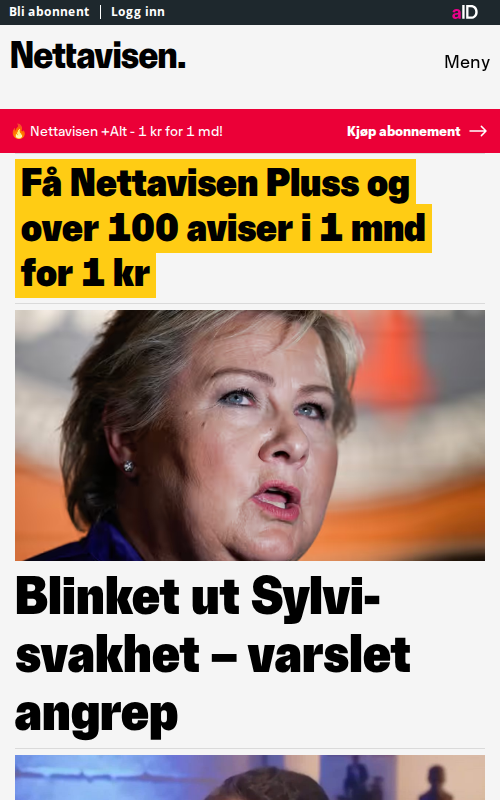 Bli abonnent | Logg inn
aID
Nettavisen.
Meny
🔥 Nettavisen +Alt - 1 kr for 1 md!
Kjøp abonnement →
Få Nettavisen Pluss og
over 100 aviser i 1 mnd
for 1 kr
Blinket ut Sylvi-
svakhet – varslet
angrep